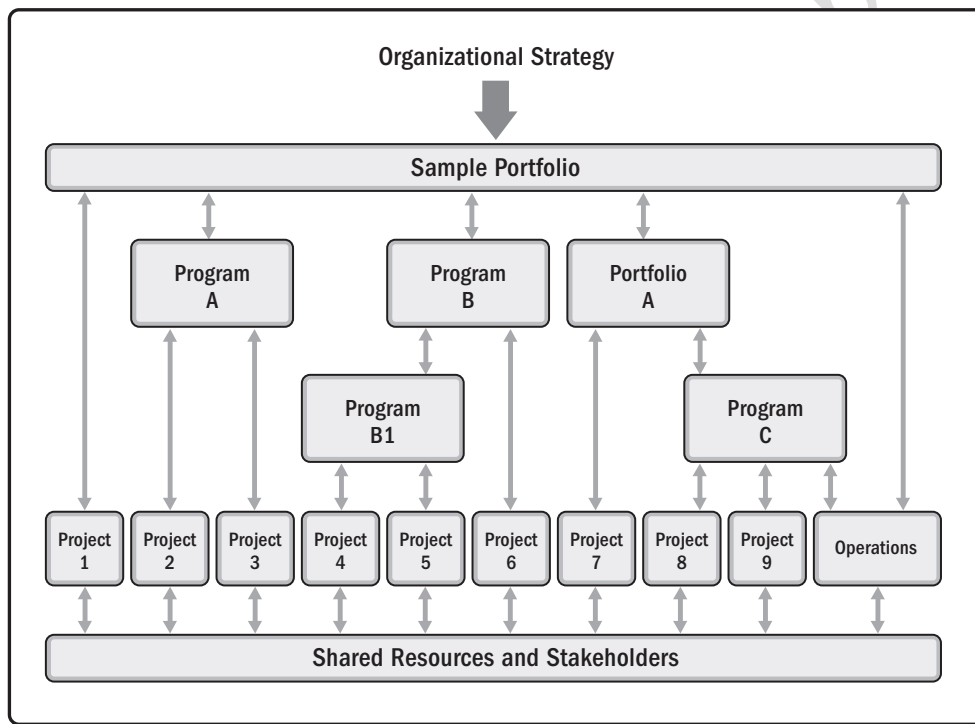 Organizational Strategy
Sample Portfolio
Program
A
Program
B
Portfolio
A
Program
B1
Program
C
Project
1
Project
2
Project
3
Project
4
Project
5
Project
6
Project
7
Project
8
Project
9
Operations
Shared Resources and Stakeholders